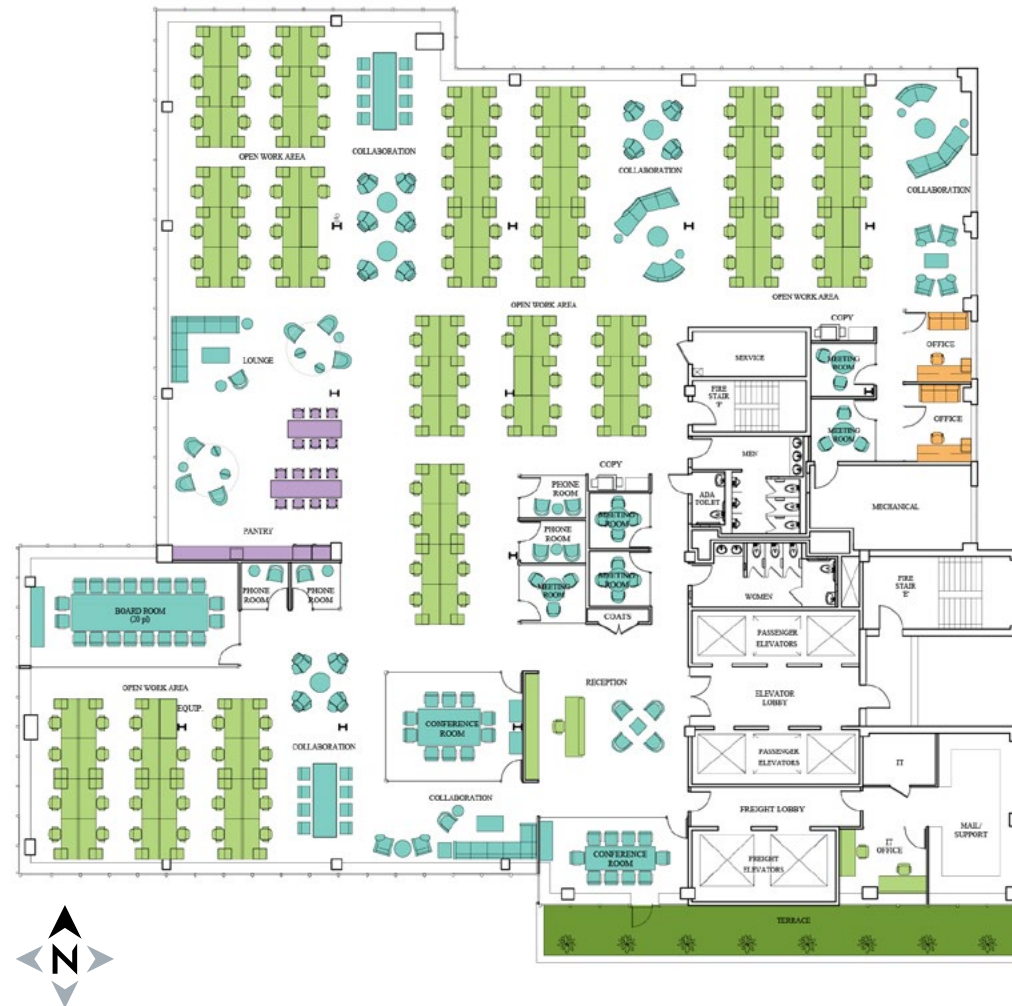 COLLABORATION
OPEN WORK AREA
COLLABORATION
COLLABORATION
OPEN WORK AREA
OPEN WORK AREA
COPY
LOUNGE
SERVICE
MEETING
ROOM
OFFICE
FIRE
STAIR
'F'
OFFICE
MEETING
ROOM
MEN
COPY
PHONE
ROOM
ADA
TOILET
MECHANICAL
MEETING
ROOM
PANTRY
PHONE
ROOM
MEETING
ROOM
FIRE
STAIR
'E'
PHONE
ROOM
PHONE
ROOM
MEETING
ROOM
WOMEN
BOARD ROOM
(20 pl)
COATS
PASSENGER
ELEVATORS
OPEN WORK AREA
RECEPTION
ELEVATOR
LOBBY
EQUIP.
CONFERENCE
ROOM
COLLABORATION
PASSENGER
ELEVATORS
IT
COLLABORATION
FREIGHT LOBBY
MAIL/
SUPPORT
IT
OFFICE
CONFERENCE
ROOM
FREIGHT
ELEVATORS
TERRACE
N